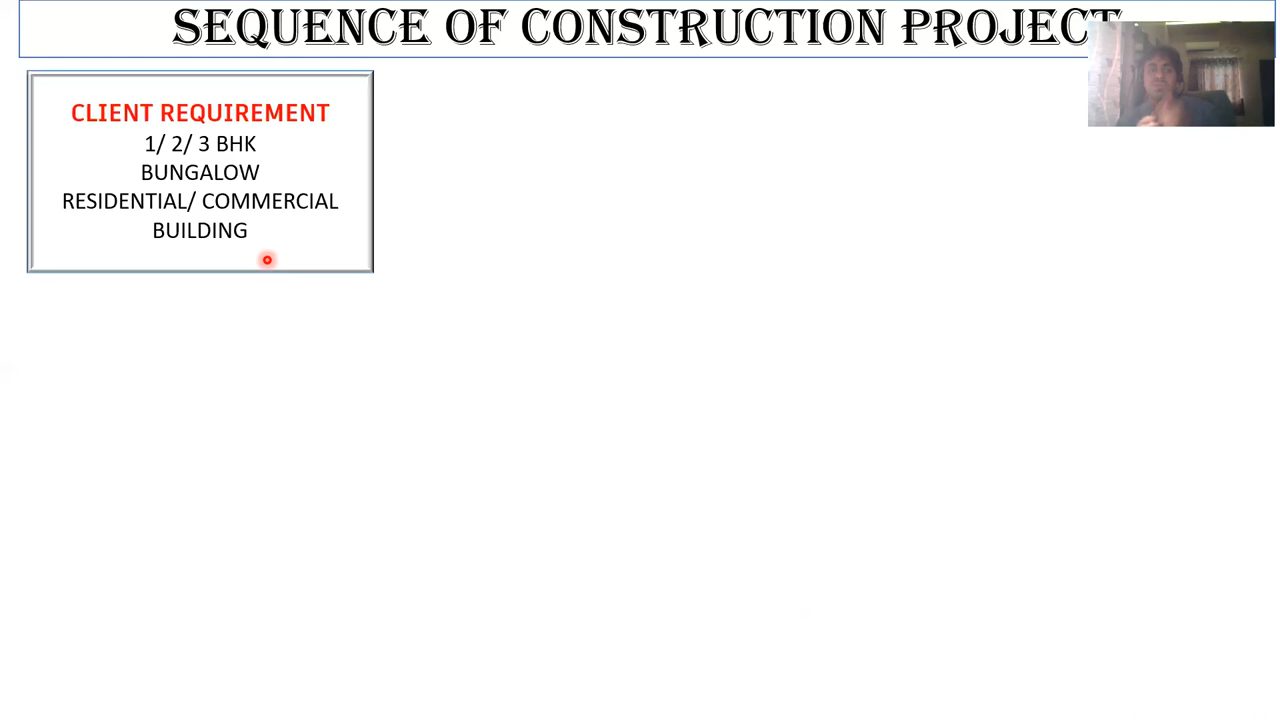 SEQUENCE OF CONSTRUCTION PROJECT
CLIENT REQUIREMENT
1/ 2/ 3 BHK
BUNGALOW
RESIDENTIAL/ COMMERCIAL
BUILDING